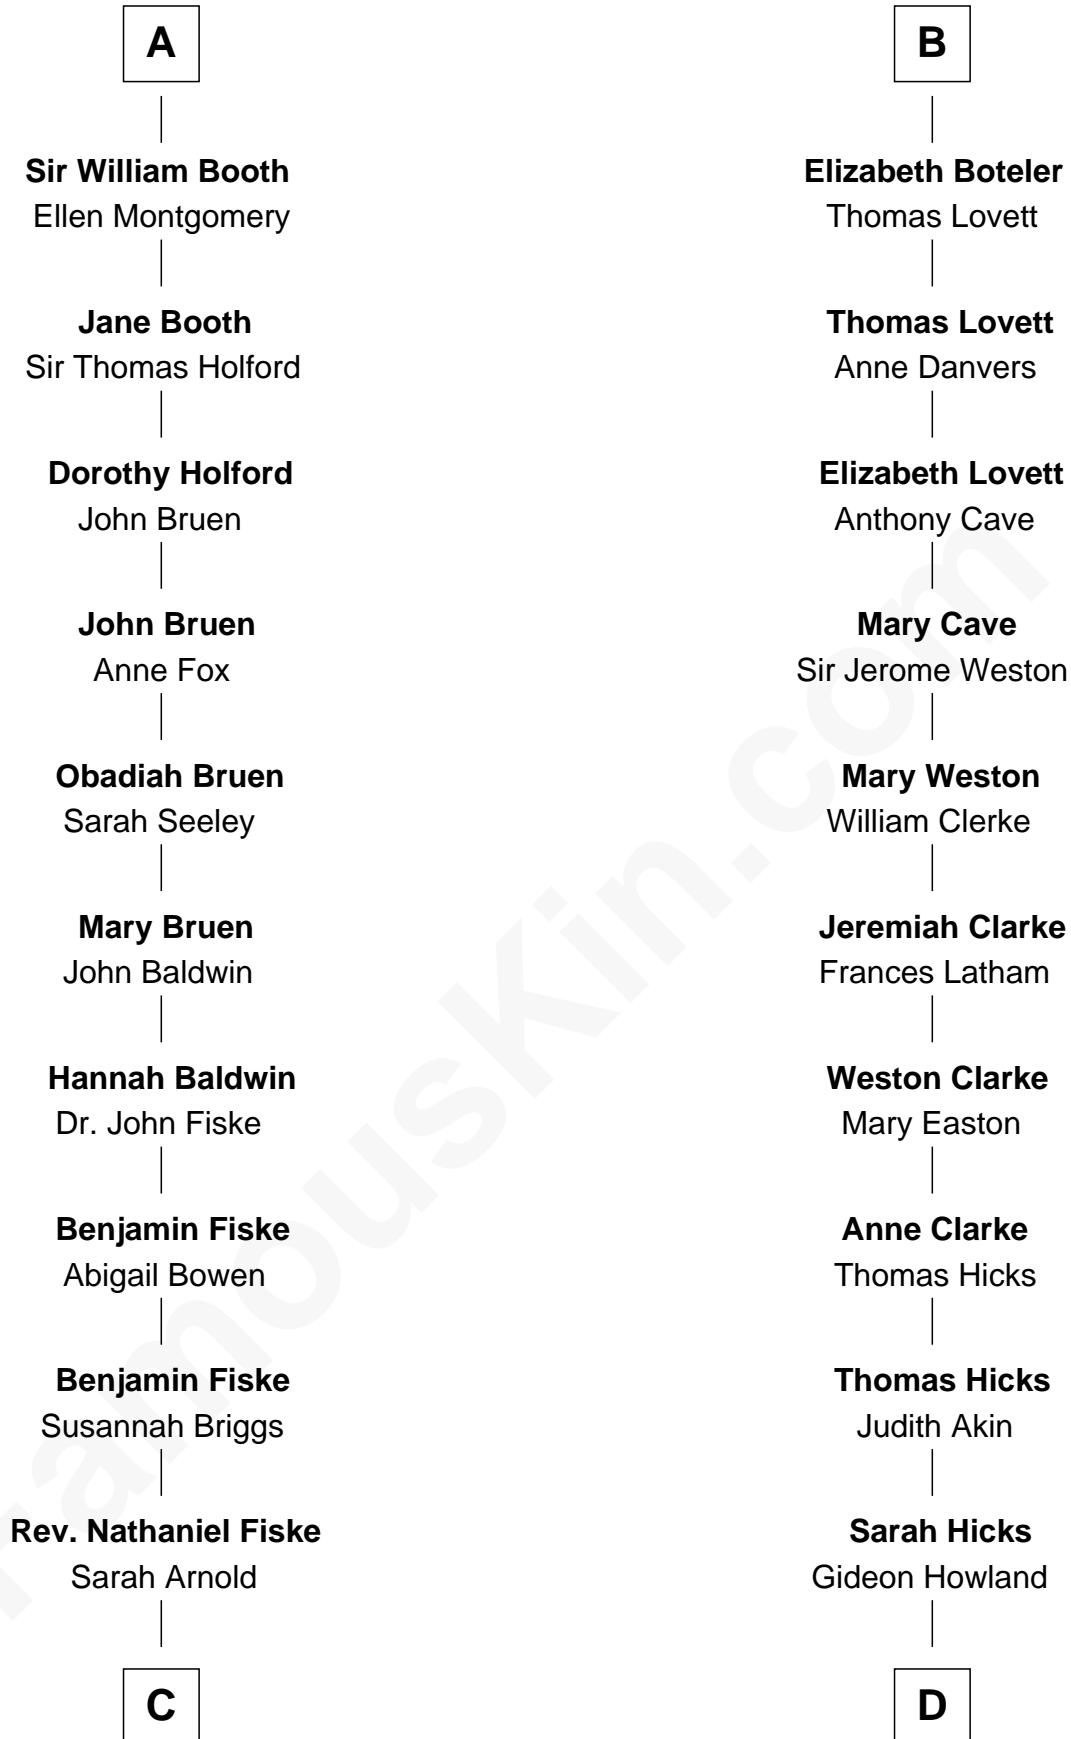 A
Sir William Booth
Ellen Montgomery
Jane Booth
Sir Thomas Holford
Dorothy Holford
John Bruen
John Bruen
Anne Fox
Obadiah Bruen
Sarah Seeley
Mary Bruen
John Baldwin
Hannah Baldwin
Dr. John Fiske
Benjamin Fiske
Abigail Bowen
Benjamin Fiske
Susannah Briggs
Rev. Nathaniel Fiske
Sarah Arnold
C
B
Elizabeth Boteler
Thomas Lovett
Thomas Lovett
Anne Danvers
Elizabeth Lovett
Anthony Cave
Mary Cave
Sir Jerome Weston
Mary Weston
William Clerke
Jeremiah Clarke
Frances Latham
Weston Clarke
Mary Easton
Anne Clarke
Thomas Hicks
Thomas Hicks
Judith Akin
Sarah Hicks
Gideon Howland
D
FamousKin.com